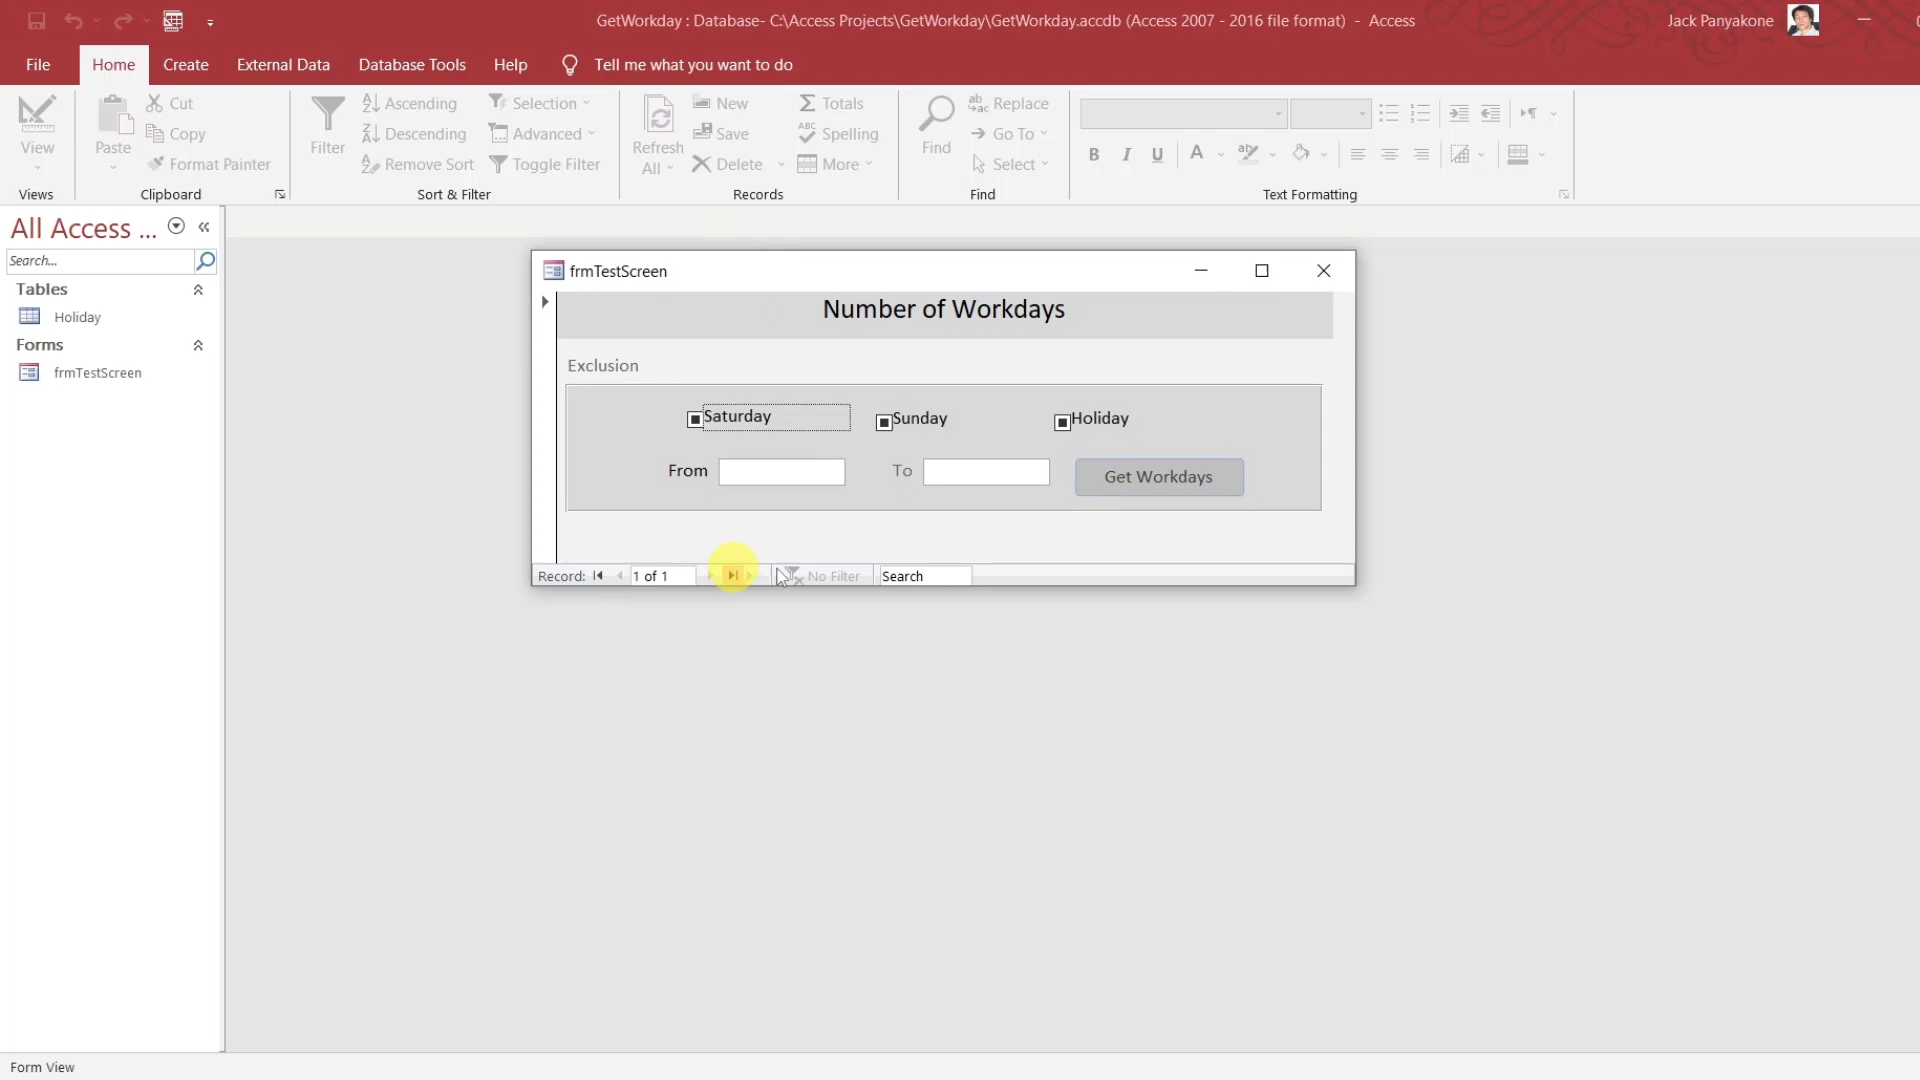 GetWorkday : Database- C:\Access Projects\GetWorkday\GetWorkday.accdb (Access 2007 - 2016 file format) - Access
Jack Panyakone
File Home Create External Data Database Tools Help Tell me what you want to do
View
Paste
Cut
Copy
Format Painter
Filter
Ascending
Descending
Remove Sort
Selection
Advanced
Toggle Filter
Refresh
All
New
Save
Delete
Totals
Spelling
More
Find
Replace
Go To
Select
B I U A
Views Clipboard Sort & Filter Records Find Text Formatting
All Access ...
Search...
Tables
Holiday
Forms
frmTestScreen
frmTestScreen
Number of Workdays
Exclusion
Saturday Sunday Holiday
From To Get Workdays
Record: 1 of 1 No Filter Search
Form View